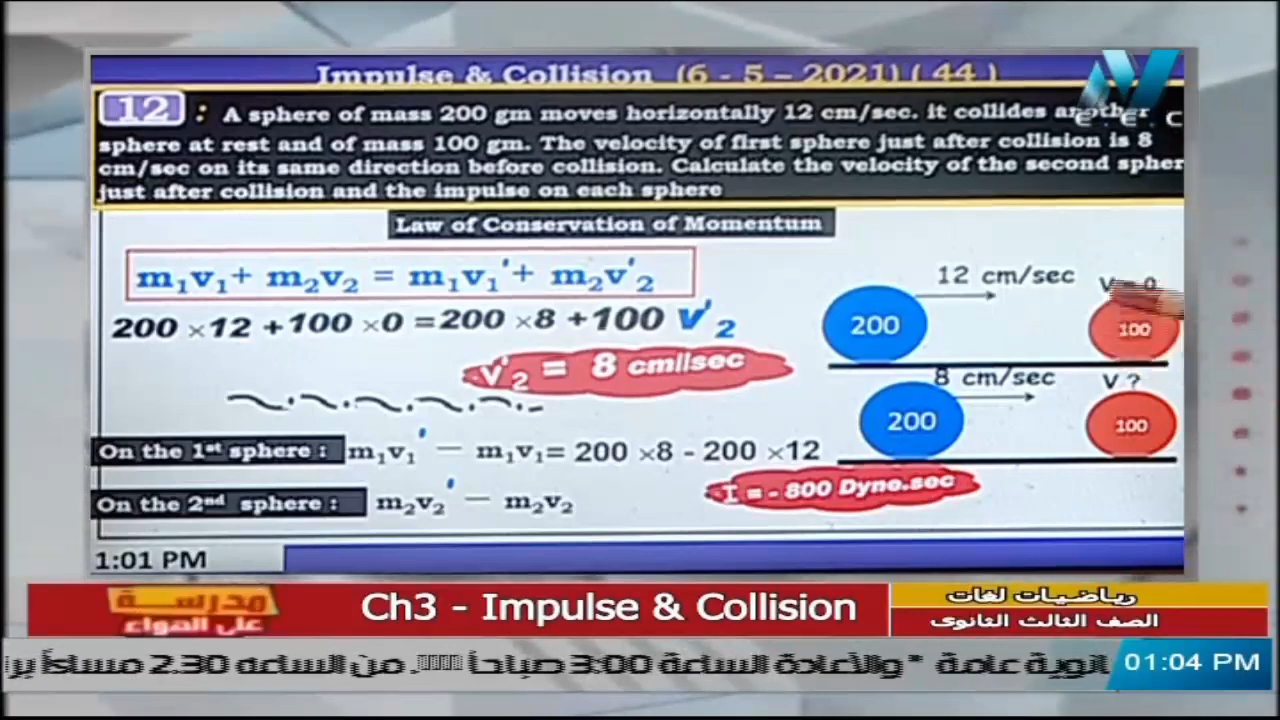 Impulse & Collision (6 - 5 – 2021) ( 44 )
12 : A sphere of mass 200 gm moves horizontally 12 cm/sec. it collides another
sphere at rest and of mass 100 gm. The velocity of first sphere just after collision is 8
cm/sec on its same direction before collision. Calculate the velocity of the second spher
just after collision and the impulse on each sphere
E C
Law of Conservation of Momentum
m₁v₁+ m₂v₂ = m₁v₁′+ m₂v′₂
200 ×12 +100 ×0 =200 ×8 +100 v′₂
v′₂ = 8 cm//sec
12 cm/sec
V = 0
200
100
8 cm/sec
V ?
200
100
On the 1st sphere : m₁v₁′ — m₁v₁= 200 ×8 - 200 ×12
I = - 800 Dyne.sec
On the 2nd sphere : m₂v₂′ — m₂v₂
1:01 PM
مدرسة
على الهواء
Ch3 - Impulse & Collision
رياضيات لغات
الصف الثالث الثانوى
انوية عامة * والأعادة الساعة 3:00 صباحاً من الساعه 2.30 مساءاً
01:04 PM